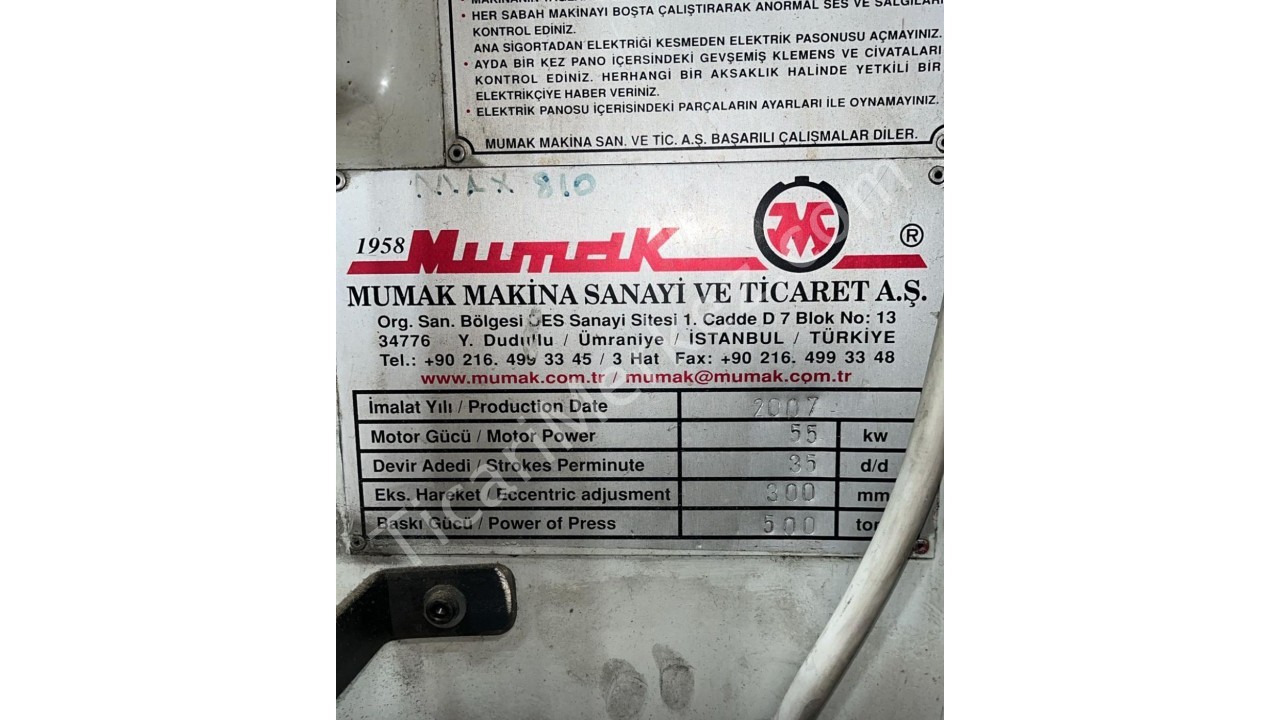 • HER SABAH MAKİNAYI BOŞTA ÇALIŞTIRARAK ANORMAL SES VE SALGILARI
KONTROL EDİNİZ.
ANA SİGORTADAN ELEKTRİĞİ KESMEDEN ELEKTRİK PASONUSU AÇMAYINIZ.
• AYDA BİR KEZ PANO İÇERSİNDEKİ GEVŞEMİŞ KLEMENS VE CİVATALARI
KONTROL EDİNİZ. HERHANGİ BİR AKSAKLIK HALİNDE YETKİLİ BİR
ELEKTRİKÇİYE HABER VERİNİZ.
• ELEKTRİK PANOSU İÇERİSİNDEKİ PARÇALARIN AYARLARI İLE OYNAMAYINIZ.
MUMAK MAKİNA SAN. VE TİC. A.Ş. BAŞARILI ÇALIŞMALAR DİLER.
810
1958 Mumak M ®
MUMAK MAKİNA SANAYİ VE TİCARET A.Ş.
Org. San. Bölgesi DES Sanayi Sitesi 1. Cadde D 7 Blok No: 13
34776 Y. Dudullu / Ümraniye / İSTANBUL / TÜRKİYE
Tel.: +90 216. 499 33 45 / 3 Hat Fax: +90 216. 499 33 48
www.mumak.com.tr / mumak@mumak.com.tr
İmalat Yılı / Production Date 2007
Motor Gücü / Motor Power 55 kw
Devir Adedi / Strokes Perminute 35 d/d
Eks. Hareket / Eccentric adjusment 300 mm
Baskı Gücü / Power of Press 500 ton
TicariMerkez.com